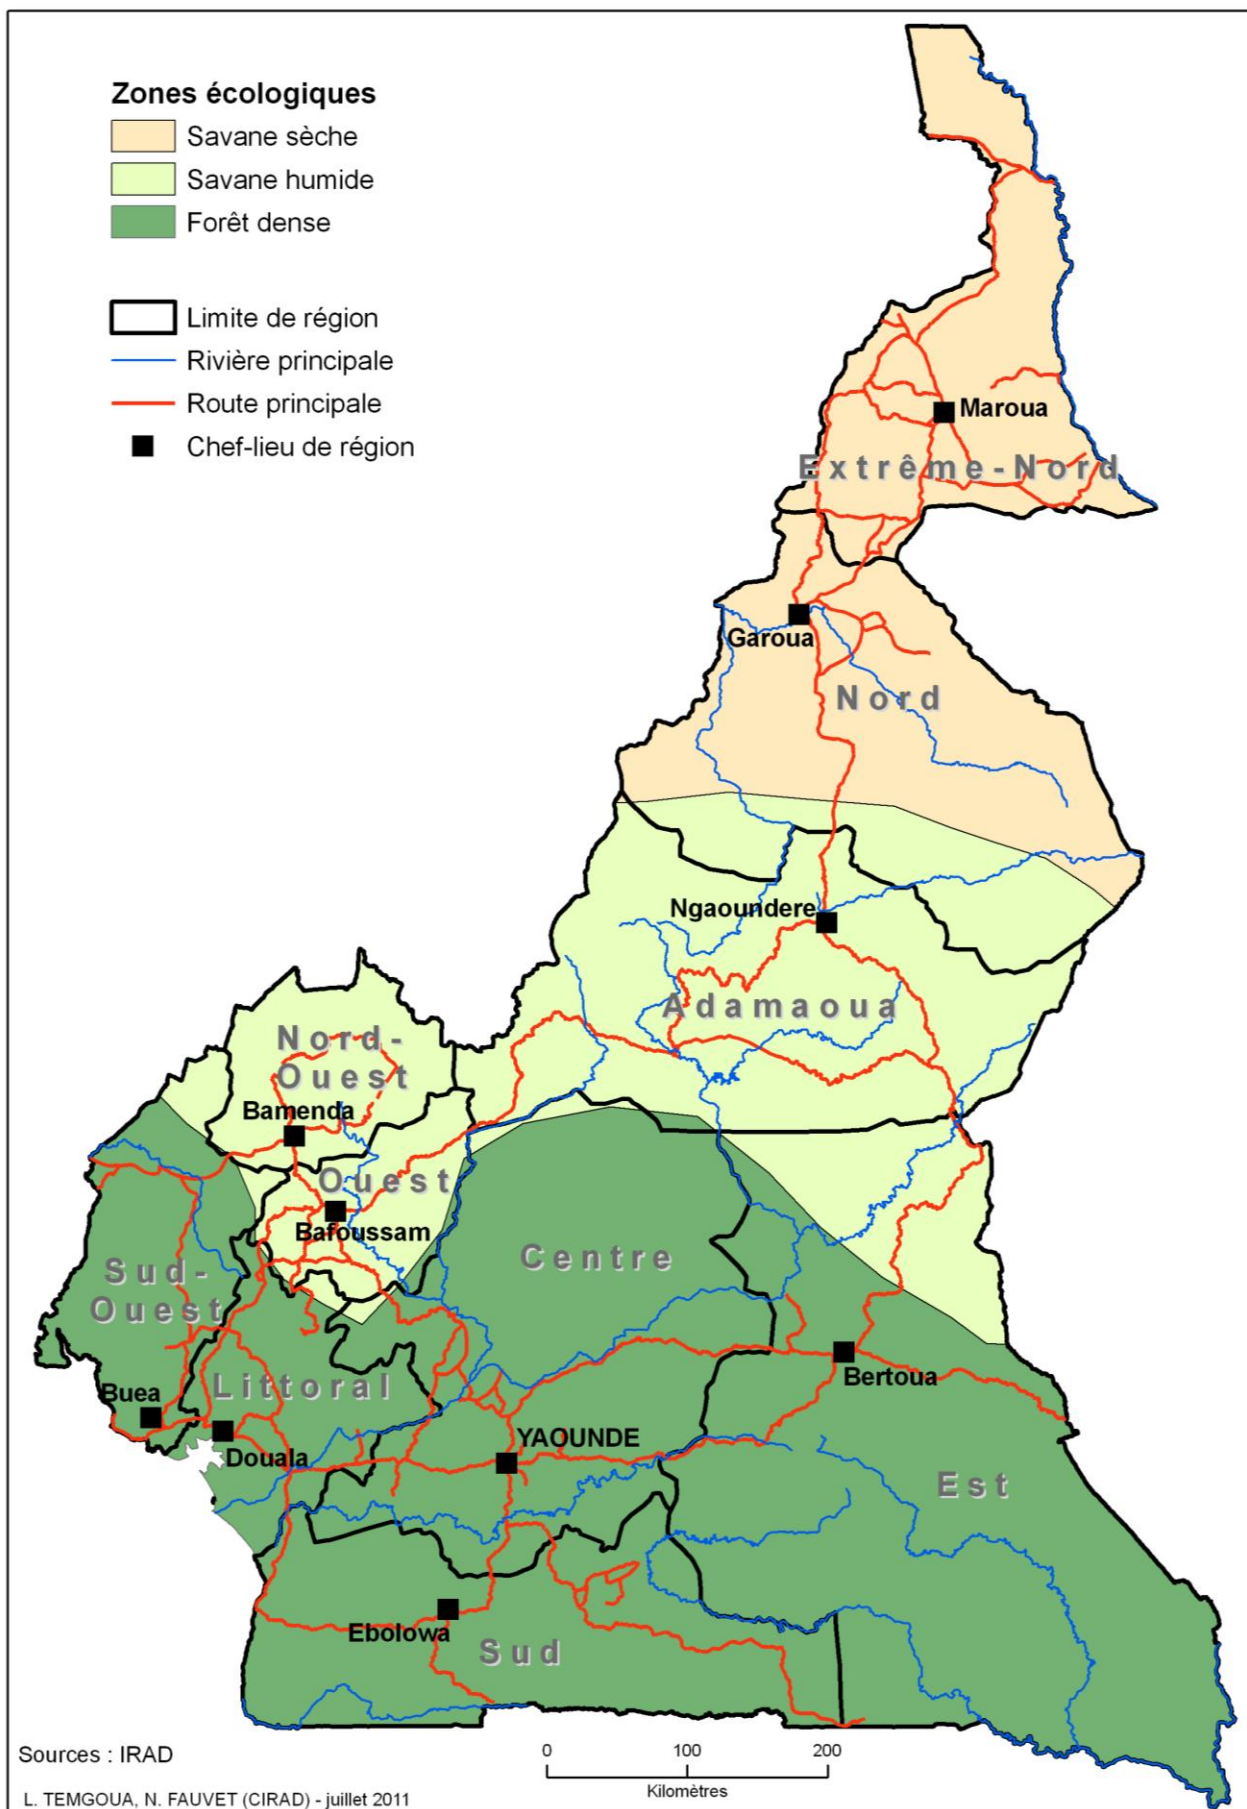 Zones écologiques
Savane sèche
Savane humide
Forêt dense
Limite de région
Rivière principale
Route principale
Chef-lieu de région
Maroua
Extrême-Nord
Garoua
Nord
Ngaoundere
Adamaoua
Nord-
Ouest
Bamenda
Ouest
Bafoussam
Centre
Sud-
Ouest
Bertoua
Littoral
Buea
Douala
YAOUNDE
Est
Ebolowa
Sud
Sources : IRAD
0 100 200
Kilomètres
L. TEMGOUA, N. FAUVET (CIRAD) - juillet 2011